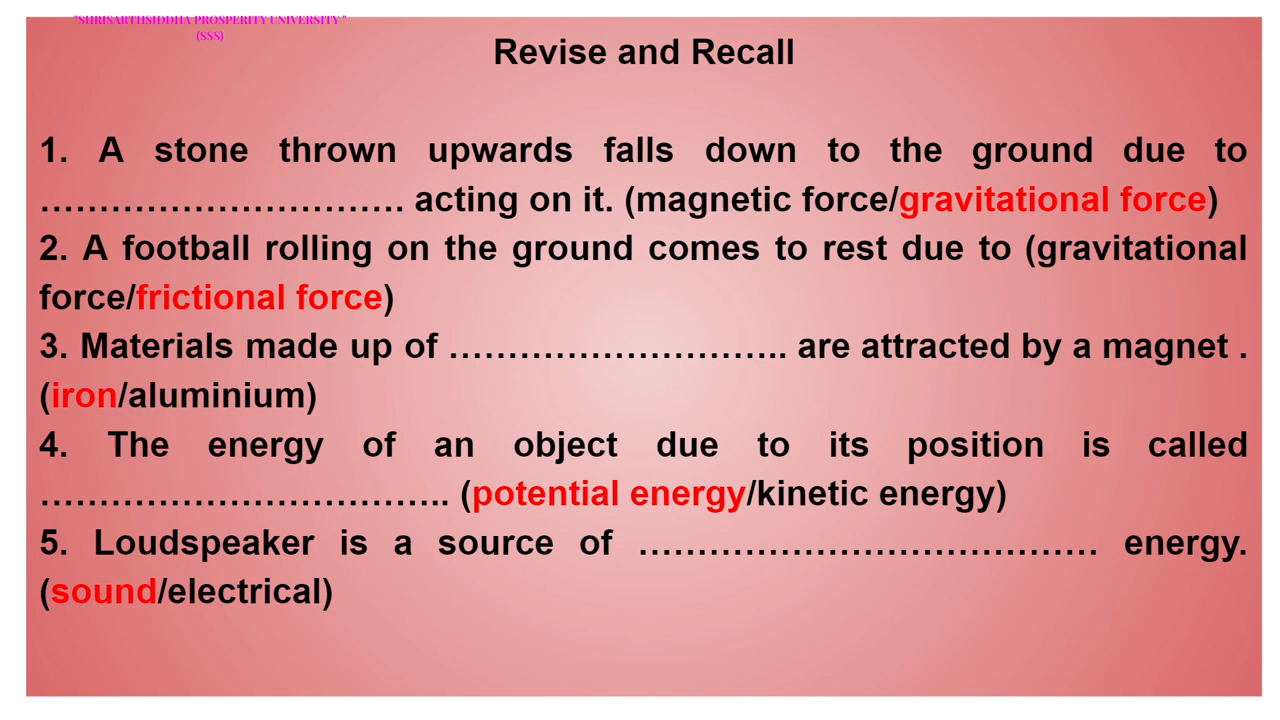 "SHRISARTHSIDDHA PROSPERITY UNIVERSITY "
(SSS)
Revise and Recall
1. A stone thrown upwards falls down to the ground due to
…………………………. acting on it. (magnetic force/gravitational force)
2. A football rolling on the ground comes to rest due to (gravitational
force/frictional force)
3. Materials made up of ……………………….. are attracted by a magnet .
(iron/aluminium)
4. The energy of an object due to its position is called
…………………………….. (potential energy/kinetic energy)
5. Loudspeaker is a source of ………………………………… energy.
(sound/electrical)